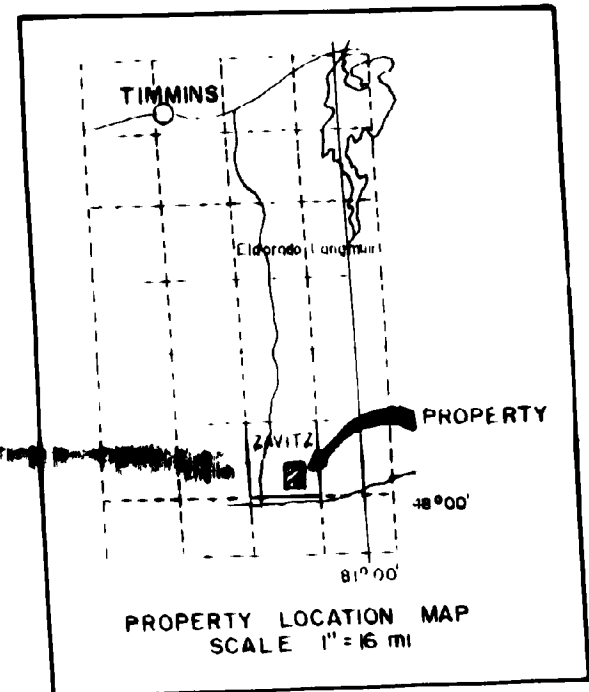 TIMMINS
Eldorado Langmuir
ZAVITZ
PROPERTY
48°00'
81°00'
PROPERTY LOCATION MAP
SCALE 1" = 16 mi